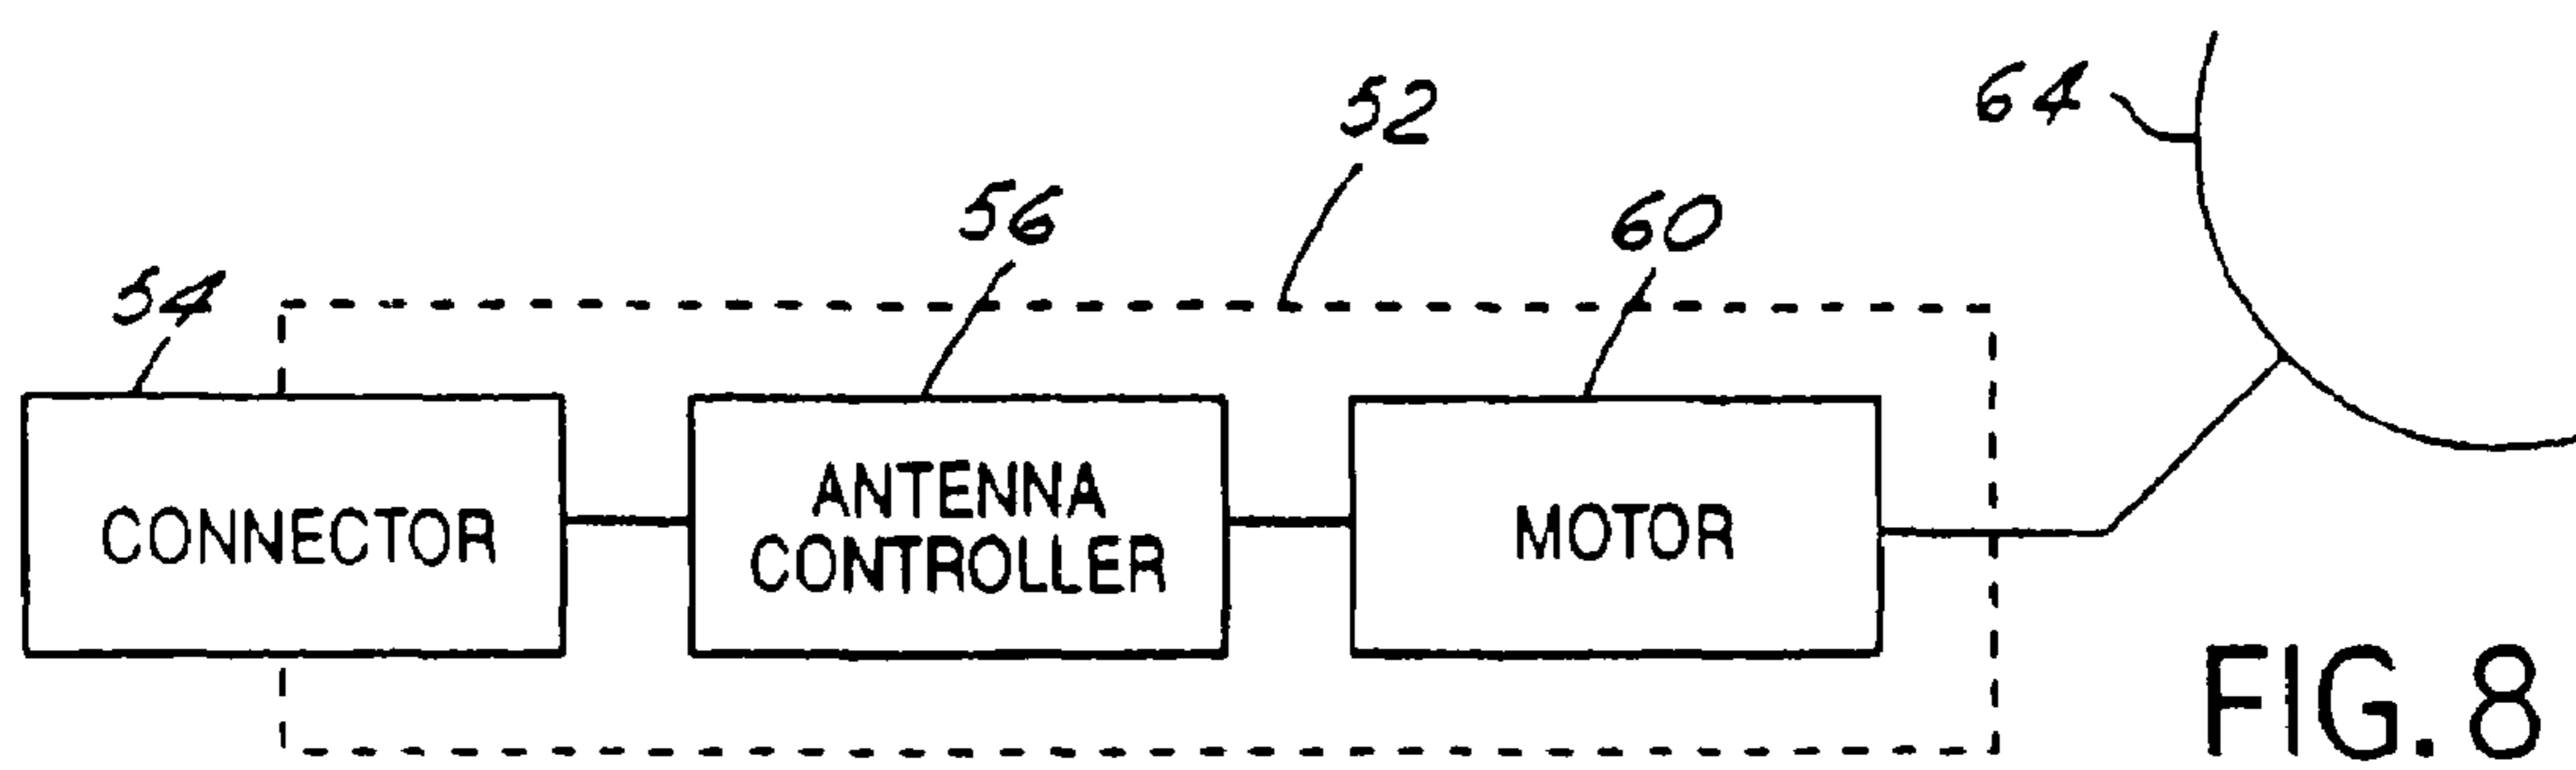 52
64
56
60
54
CONNECTOR
ANTENNA
CONTROLLER
MOTOR
FIG. 8